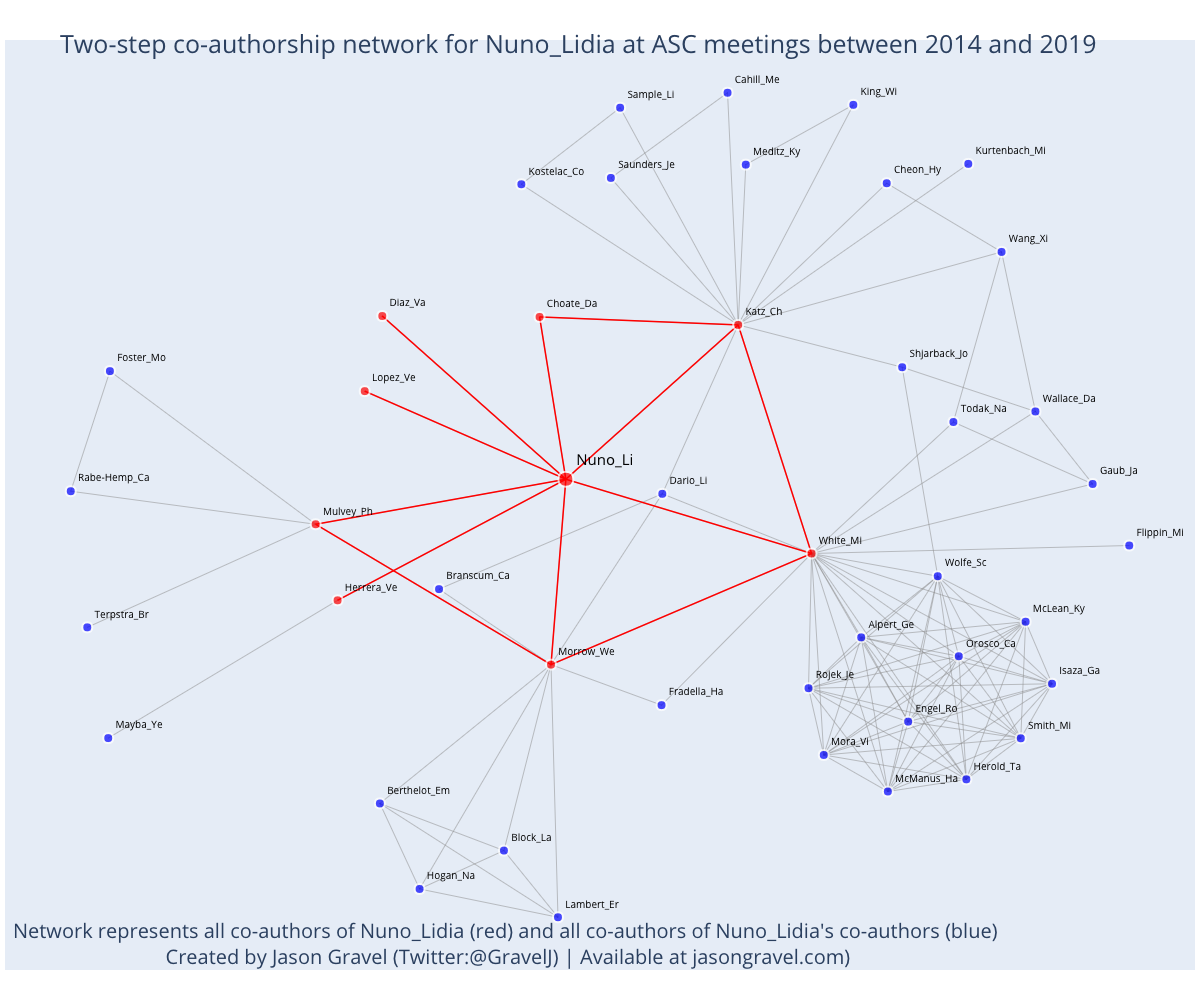 Two-step co-authorship network for Nuno_Lidia at ASC meetings between 2014 and 2019
Cahill_Me
King_Wi
Sample_Li
Meditz_Ky
Kurtenbach_Mi
Saunders_Je
Kostelac_Co
Cheon_Hy
Wang_Xi
Diaz_Va
Choate_Da
Katz_Ch
Foster_Mo
Shjarback_Jo
Lopez_Ve
Wallace_Da
Todak_Na
Nuno_Li
Gaub_Ja
Rabe-Hemp_Ca
Dario_Li
Mulvey_Ph
Flippin_Mi
White_Mi
Wolfe_Sc
Branscum_Ca
Herrera_Ve
McLean_Ky
Terpstra_Br
Alpert_Ge
Orosco_Ca
Morrow_We
Isaza_Ga
Rojek_Je
Fradella_Ha
Engel_Ro
Mayba_Ye
Smith_Mi
Mora_Vi
Herold_Ta
McManus_Ha
Berthelot_Em
Block_La
Hogan_Na
Lambert_Er
Network represents all co-authors of Nuno_Lidia (red) and all co-authors of Nuno_Lidia's co-authors (blue)
Created by Jason Gravel (Twitter:@GravelJ) | Available at jasongravel.com)